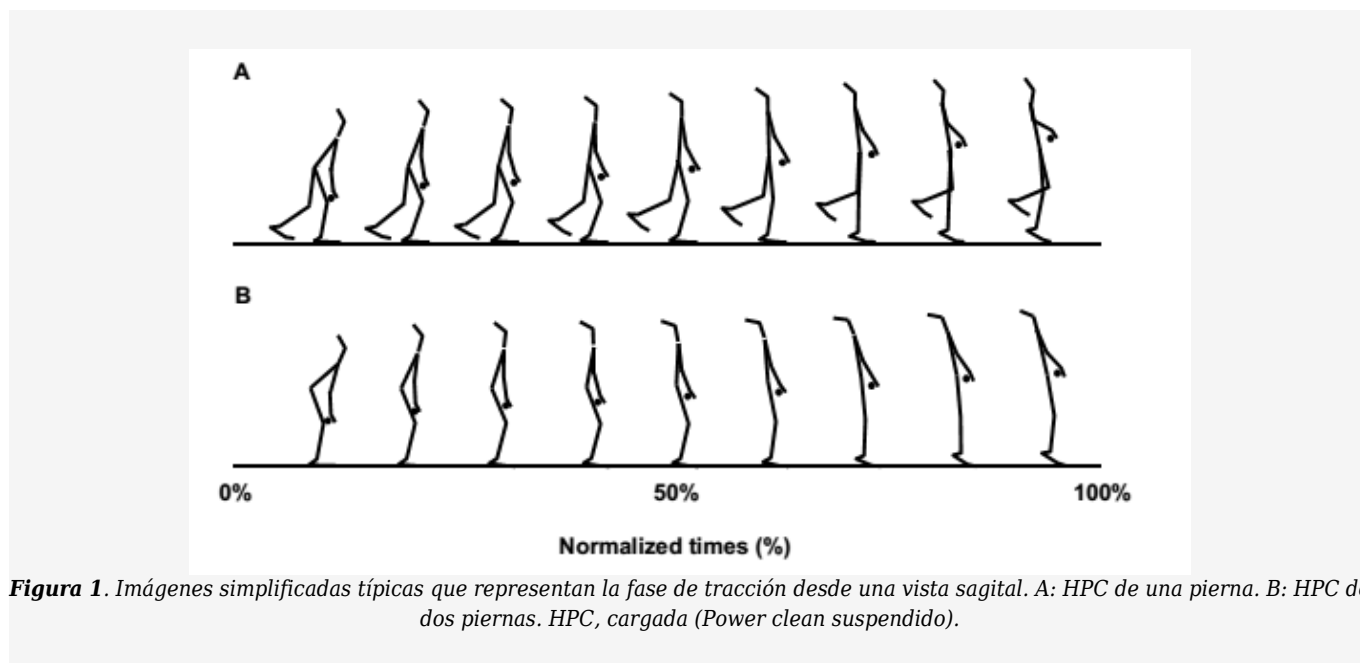 A
B
0% 50% 100%
Normalized times (%)
Figura 1. Imágenes simplificadas típicas que representan la fase de tracción desde una vista sagital. A: HPC de una pierna. B: HPC
dos piernas. HPC, cargada (Power clean suspendido).